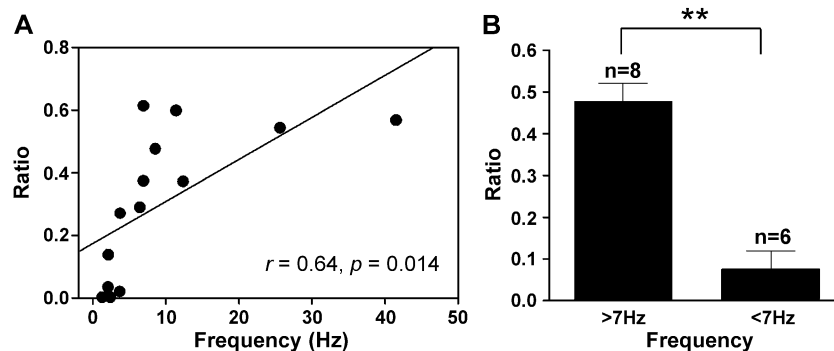 A
Ratio
0.8
0.6
0.4
0.2
0.0
r = 0.64, p = 0.014
0 10 20 30 40 50
Frequency (Hz)
B
**
Ratio
0.6
0.5
0.4
0.3
0.2
0.1
0.0
n=8
n=6
>7Hz <7Hz
Frequency